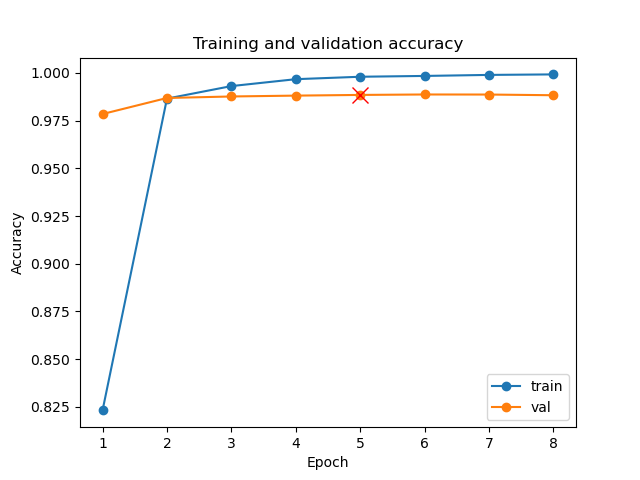 Training and validation accuracy
1.000
0.975
0.950
0.925
0.900
0.875
0.850
0.825
Accuracy
train
val
1 2 3 4 5 6 7 8
Epoch